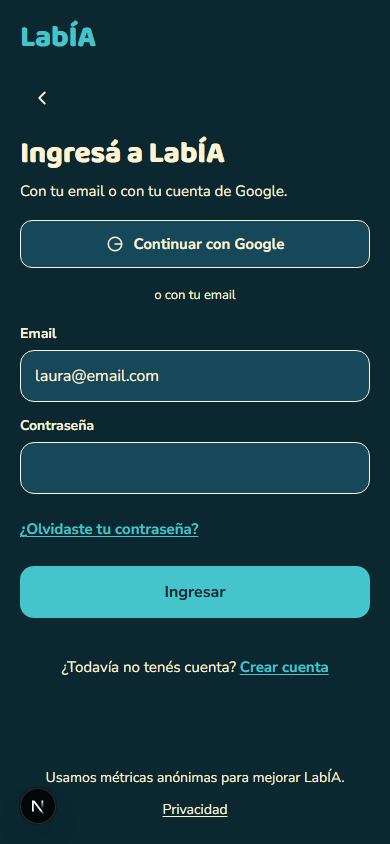 LabÍA
Ingresá a LabÍA
Con tu email o con tu cuenta de Google.
Continuar con Google
o con tu email
Email
laura@email.com
Contraseña
¿Olvidaste tu contraseña?
Ingresar
¿Todavía no tenés cuenta? Crear cuenta
Usamos métricas anónimas para mejorar LabÍA.
N
Privacidad